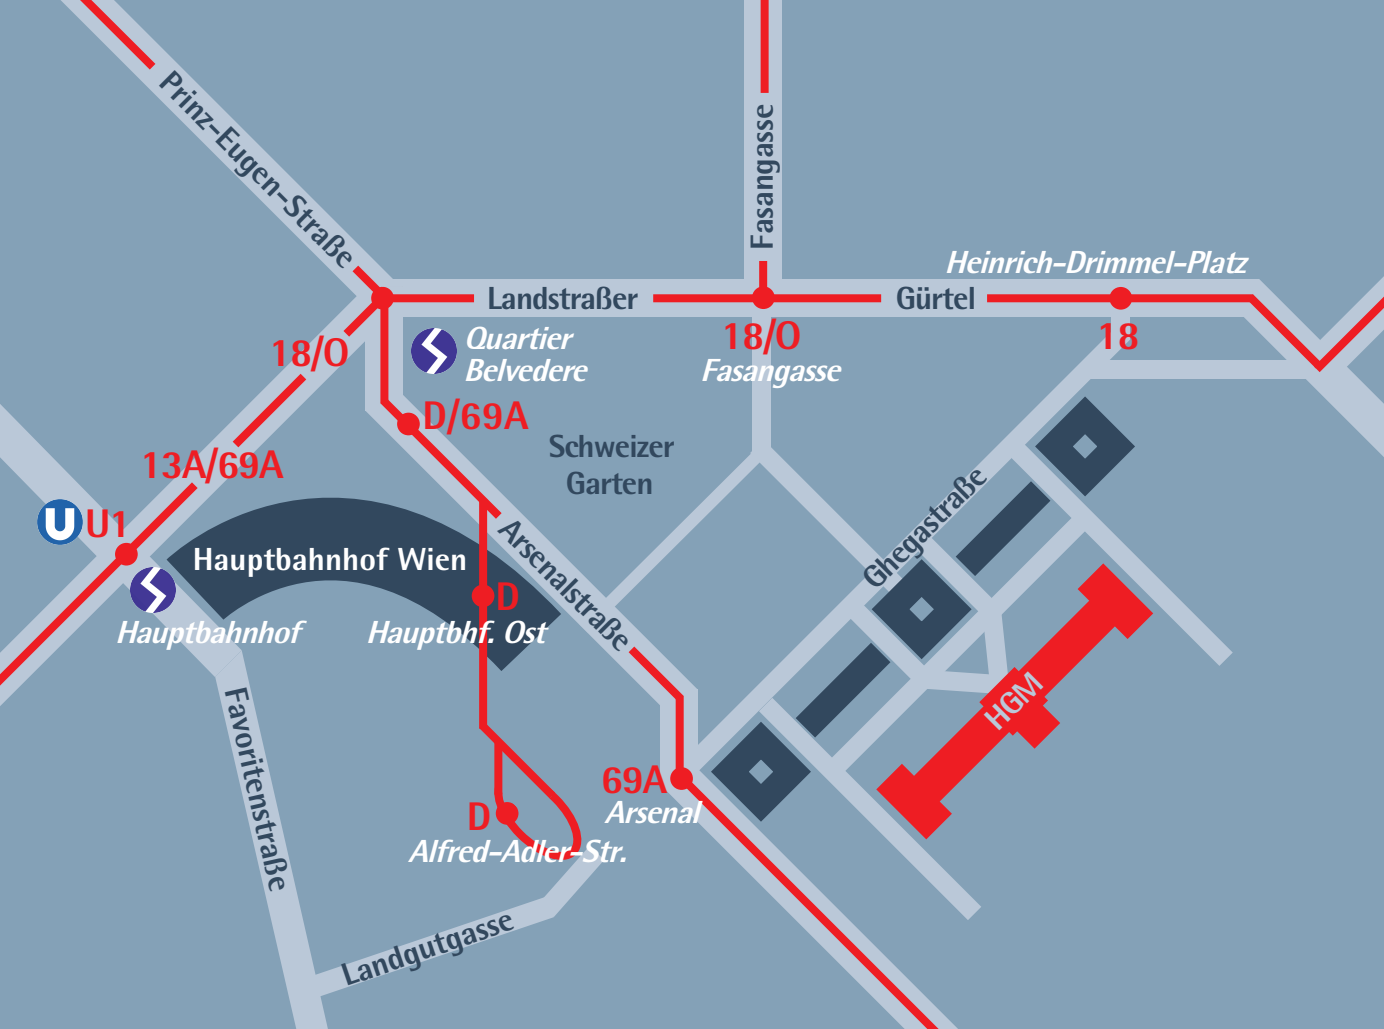 Prinz-Eugen-Straße
Fasangasse
Heinrich-Drimmel-Platz
Landstraßer
Gürtel
18/O
Quartier
Belvedere
18/O
Fasangasse
18
D/69A
Schweizer
Garten
13A/69A
Ghegastraße
U
U1
Hauptbahnhof Wien
Arsenalstraße
D
Hauptbahnhof
Hauptbhf. Ost
HGM
Favoritenstraße
69A
Arsenal
D
Alfred-Adler-Str.
Landgutgasse